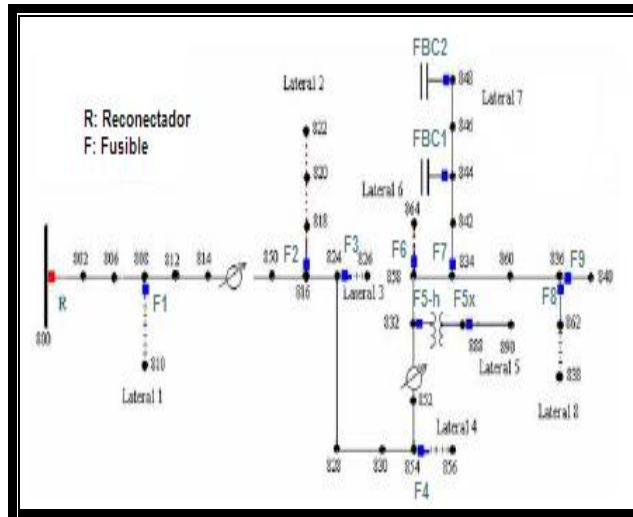 FBC2
848
Lateral 7
Lateral 2
R: Reconectador
F: Fusible
822
846
FBC1
844
820
Lateral 6
864
818
842
F2
F3
F6
F7
834
860
836
F9
802
806
808
812
814
850
816
824
826
Lateral 3
858
840
R
F1
F5-h
F5x
F8
800
832
888
890
862
Lateral 5
810
Lateral 1
852
838
Lateral 8
Lateral 4
828
830
854
856
F4